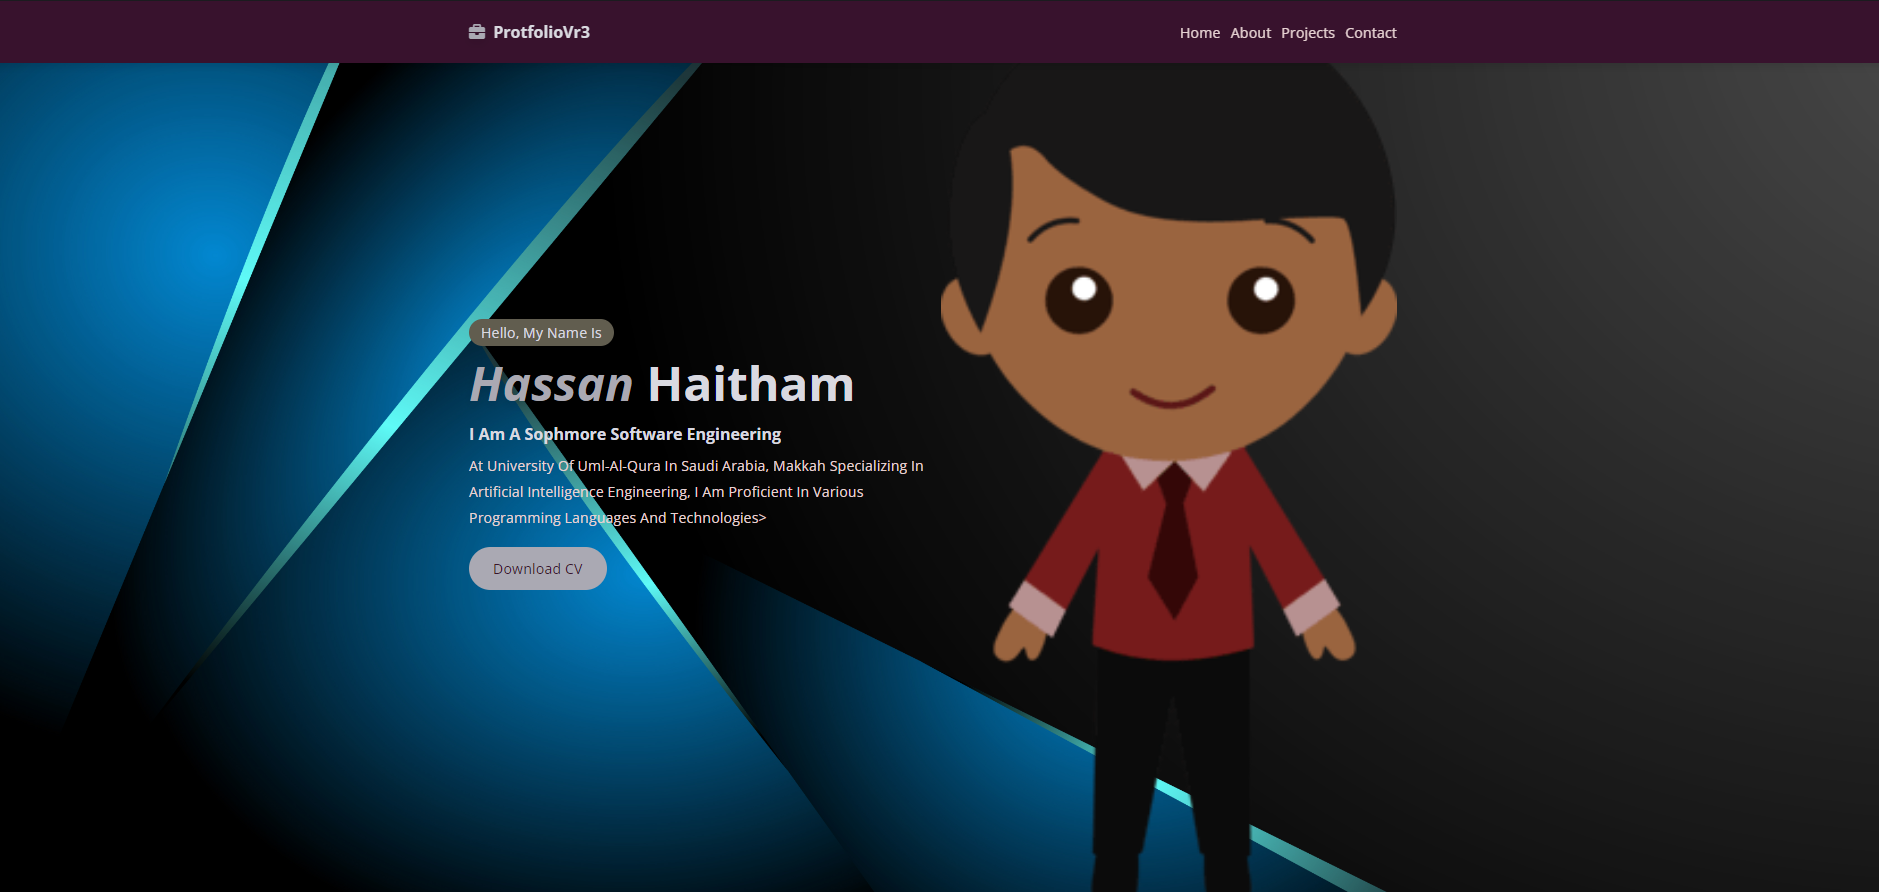 ProtfolioVr3
Home About Projects Contact
Hello, My Name Is
Hassan Haitham
I Am A Sophmore Software Engineering
At University Of Uml-Al-Qura In Saudi Arabia, Makkah Specializing In
Artificial Intelligence Engineering, I Am Proficient In Various
Programming Languages And Technologies>
Download CV